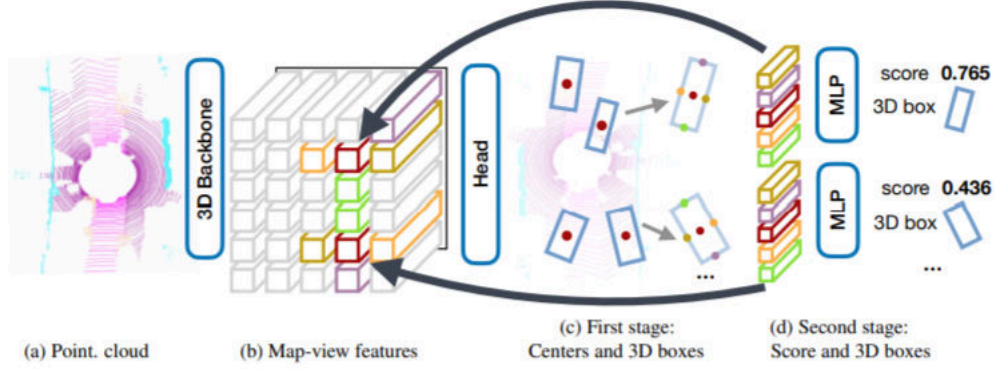 3D Backbone
Head
MLP
score 0.765
3D box
MLP
score 0.436
3D box
...
...
(a) Point. cloud
(b) Map-view features
(c) First stage:
Centers and 3D boxes
(d) Second stage:
Score and 3D boxes